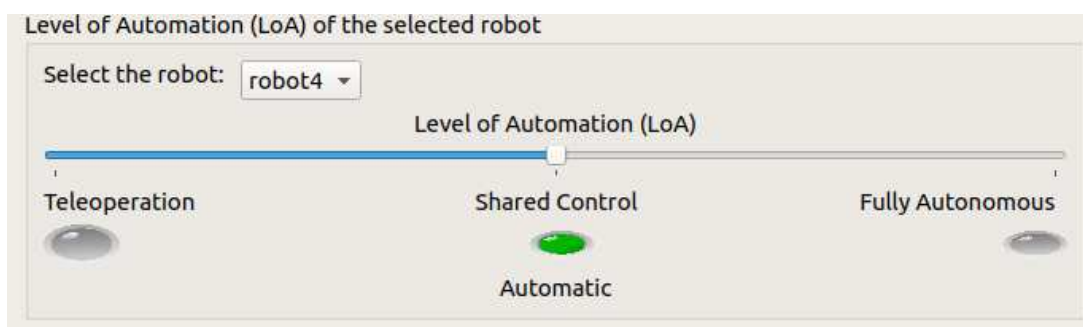 Level of Automation (LoA) of the selected robot
Select the robot: robot4
Level of Automation (LoA)
Teleoperation Shared Control Fully Autonomous
Automatic